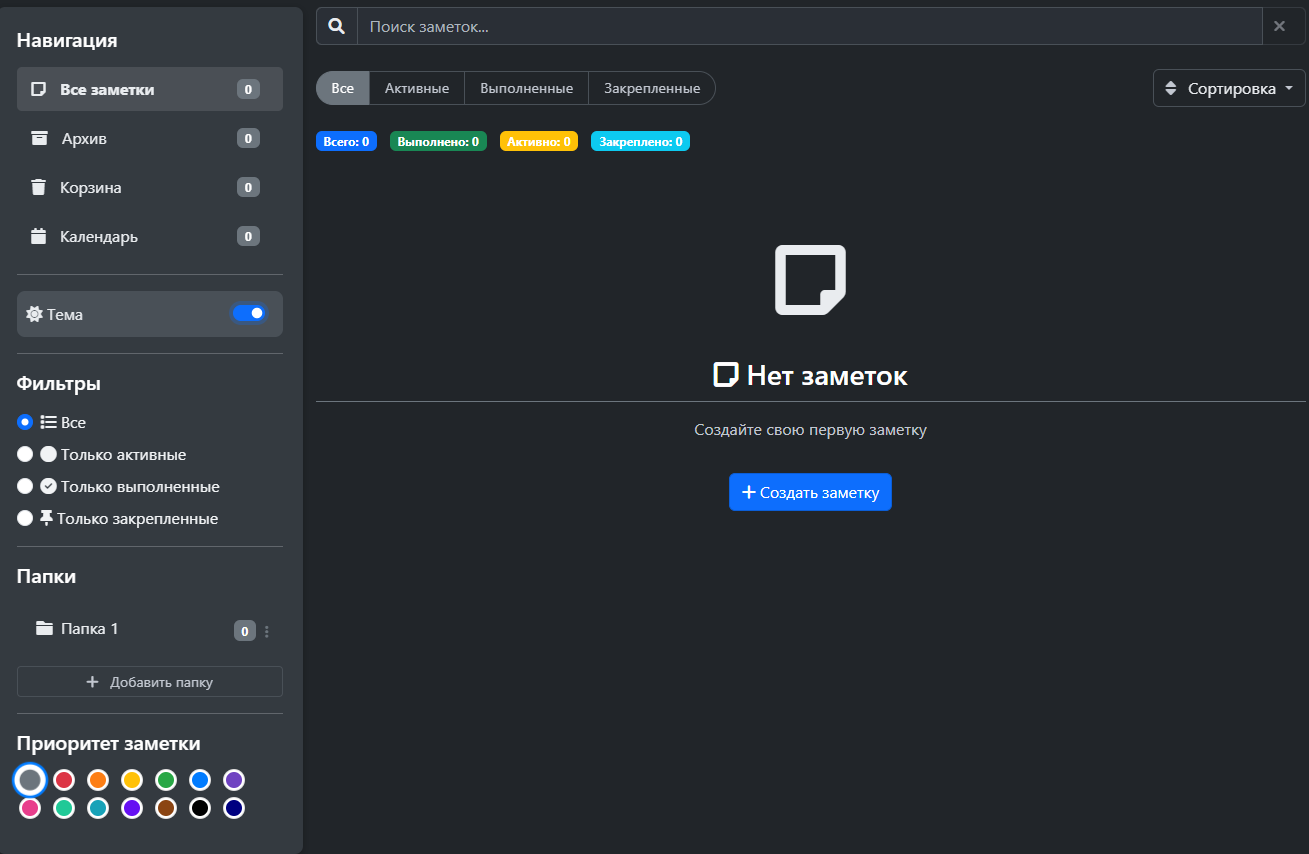 Навигация
Все заметки 0
Архив 0
Корзина 0
Календарь 0
Тема
Фильтры
Все
Только активные
Только выполненные
Только закрепленные
Папки
Папка 1 0
Добавить папку
Приоритет заметки
Поиск заметок...
Все Активные Выполненные Закрепленные
Сортировка
Всего: 0 Выполнено: 0 Активно: 0 Закреплено: 0
Нет заметок
Создайте свою первую заметку
Создать заметку